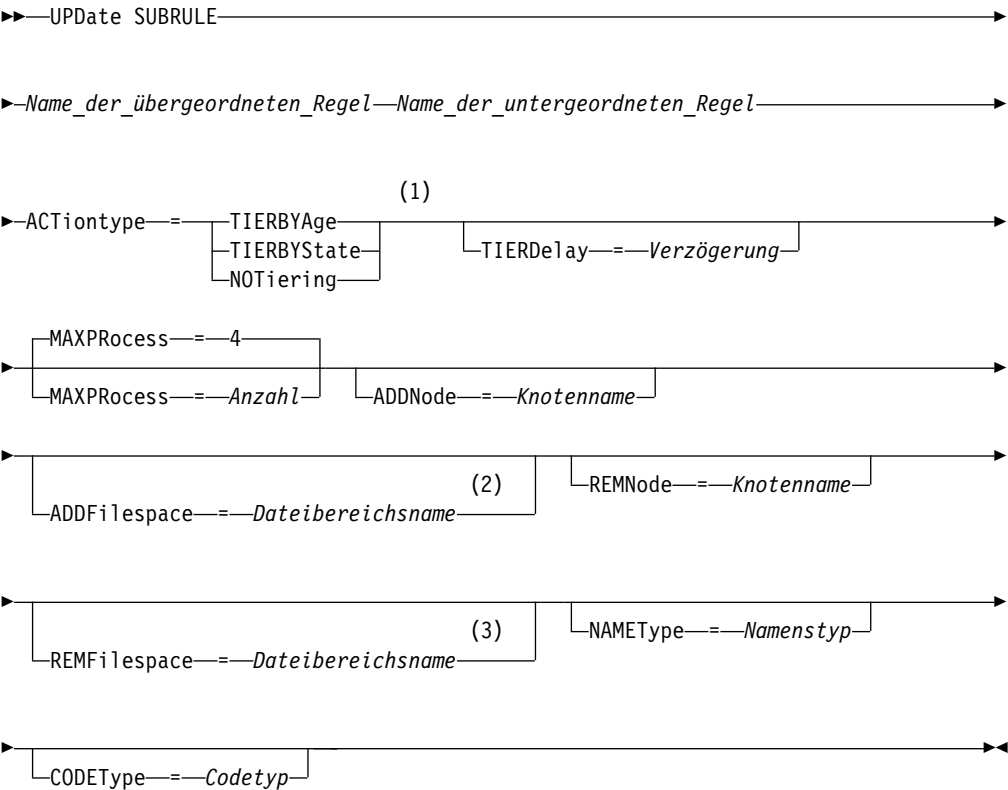 UPDate SUBRULE
Name_der_übergeordneten_Regel Name_der_untergeordneten_Regel
(1)
ACTiontype = TIERBYAge
TIERBYState TIERDelay = Verzögerung
NOTiering
MAXPRocess = 4
MAXPRocess = Anzahl ADDNode = Knotenname
(2)
ADDFilespace = Dateibereichsname REMNode = Knotenname
(3)
REMFilespace = Dateibereichsname NAMEType = Namenstyp
CODEType = Codetyp